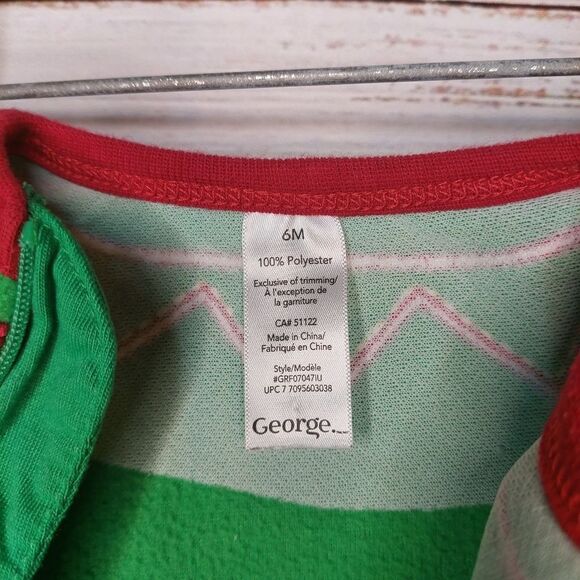 6M
100% Polyester
Exclusive of trimming/
À l'exception de
la garniture
CA# 51122
Made in China/
Fabriqué en Chine
Style/Modèle
#GRF07047IU
UPC 7 7095603038
George.